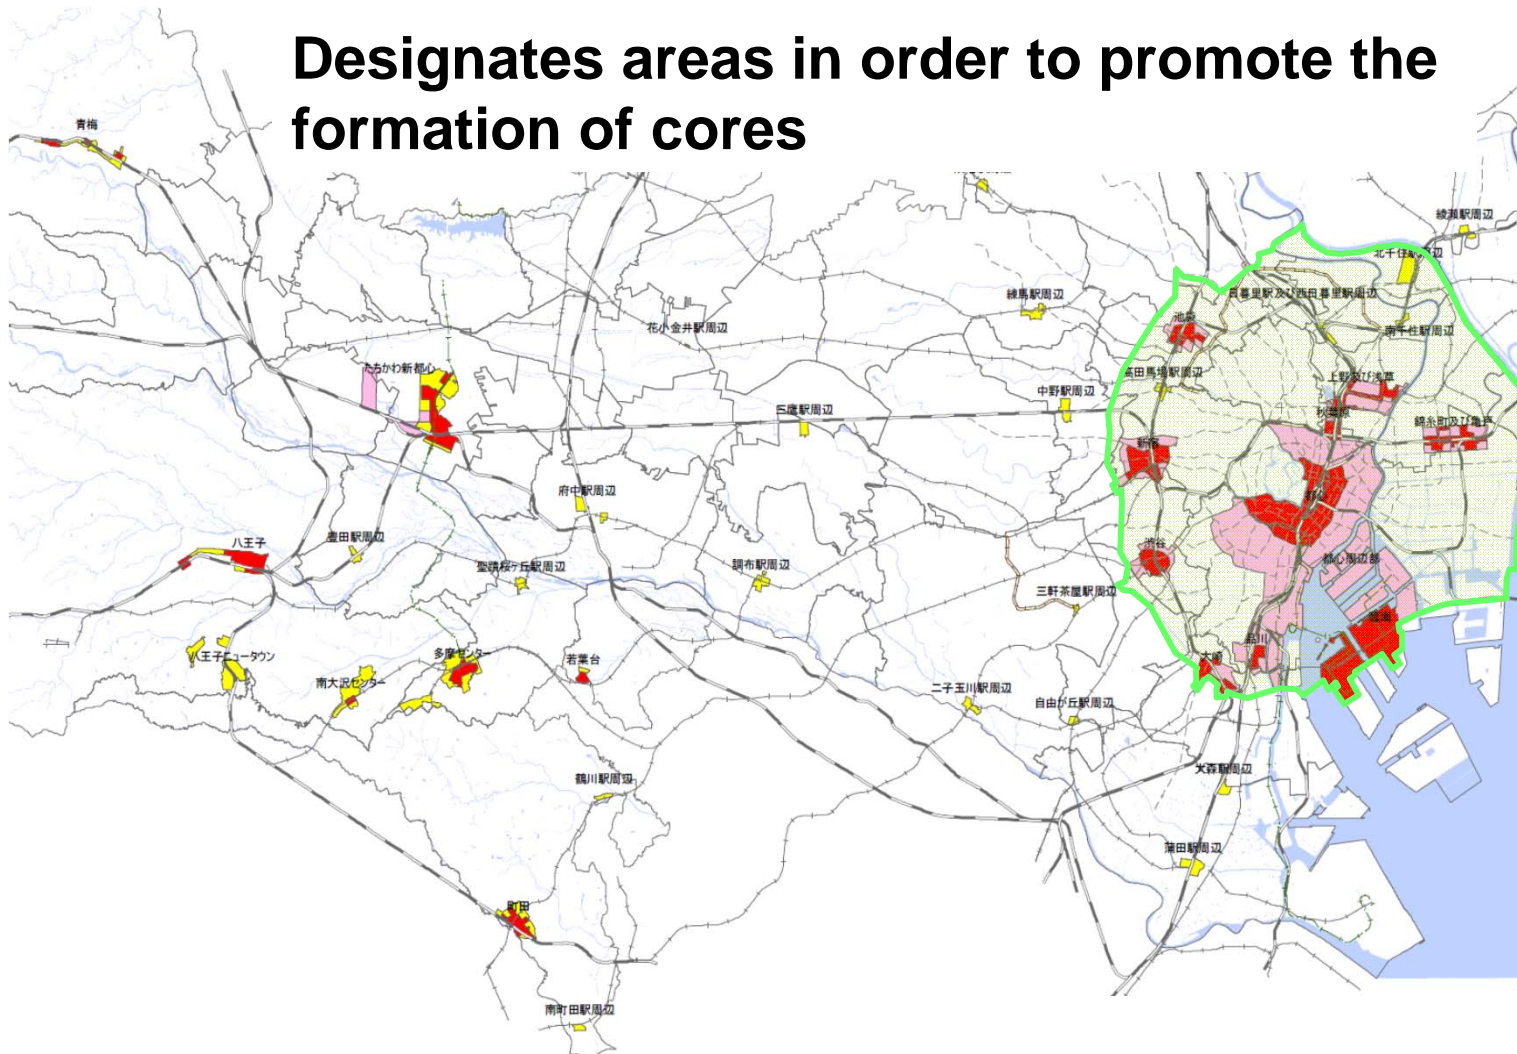 Designates areas in order to promote the
formation of cores
青梅
綾瀬駅周辺
北千住駅周辺
日暮里駅及び西日暮里駅周辺
練馬駅周辺
池袋
花小金井駅周辺
南千住駅周辺
たちかわ新都心
高田馬場駅周辺
上野及び浅草
中野駅周辺
三鷹駅周辺
秋葉原
錦糸町及び亀戸
新宿
府中駅周辺
都心
八王子
豊田駅周辺
渋谷
都心周辺部
聖蹟桜ヶ丘駅周辺
調布駅周辺
三軒茶屋駅周辺
臨海
品川
八王子ニュータウン
多摩センター
若葉台
大崎
南大沢センター
二子玉川駅周辺
自由が丘駅周辺
鶴川駅周辺
大森駅周辺
蒲田駅周辺
町田
南町田駅周辺